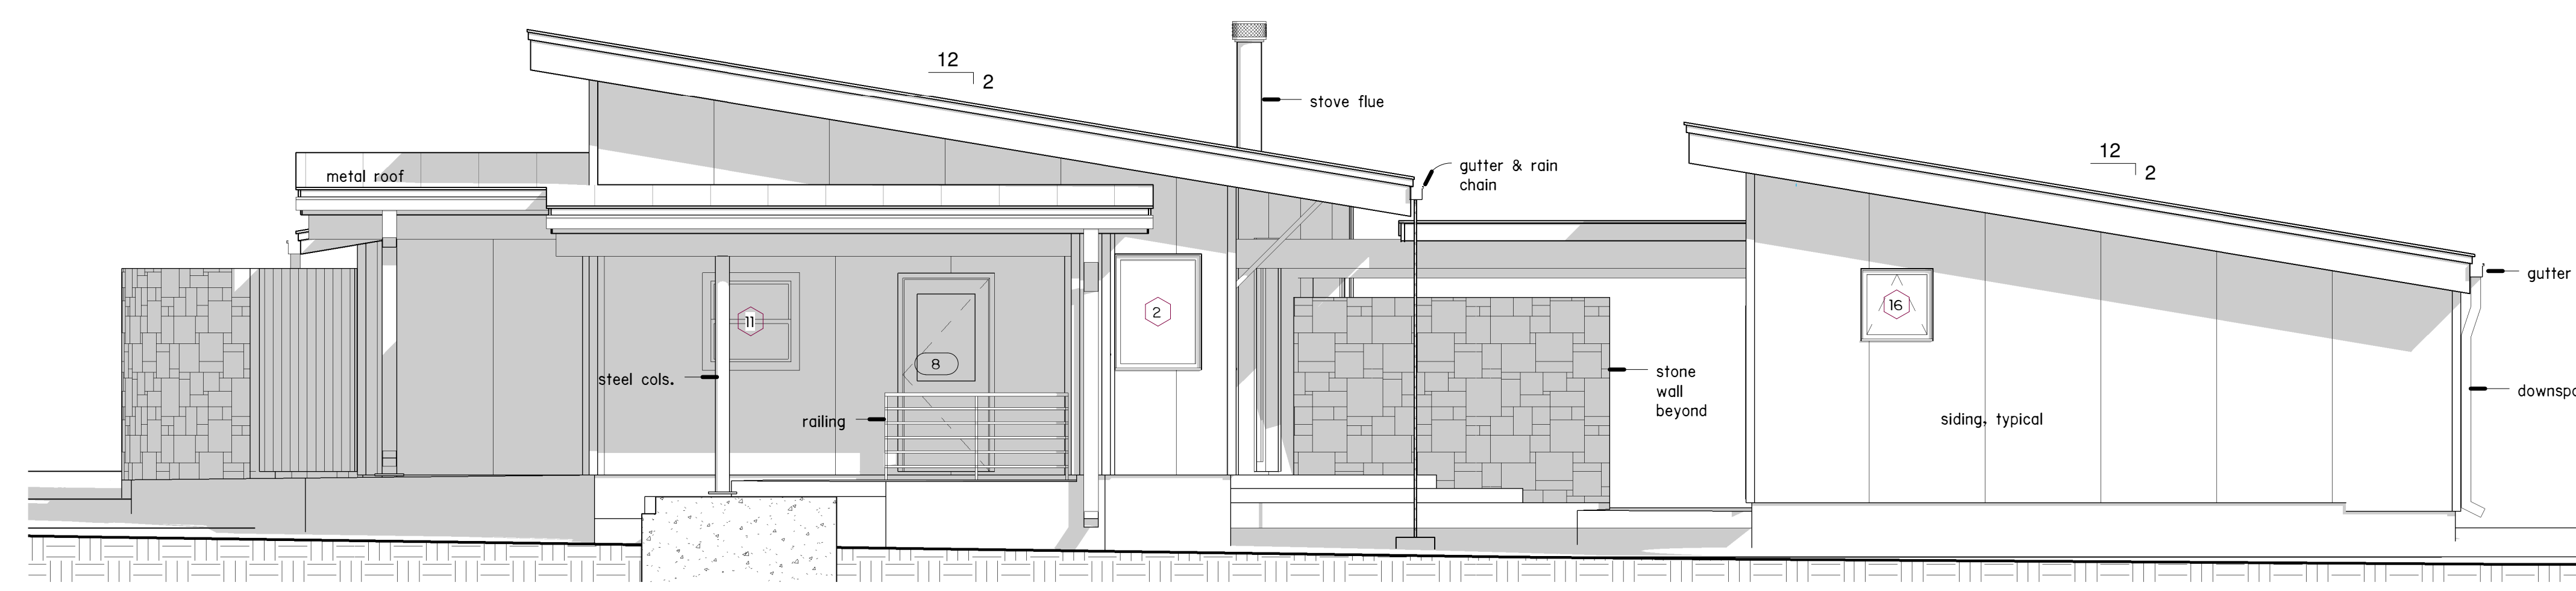 12
2
stove flue
gutter & rain
chain
12
2
metal roof
gutter
11
2
16
8
steel cols.
stone
wall
beyond
railing
siding, typical